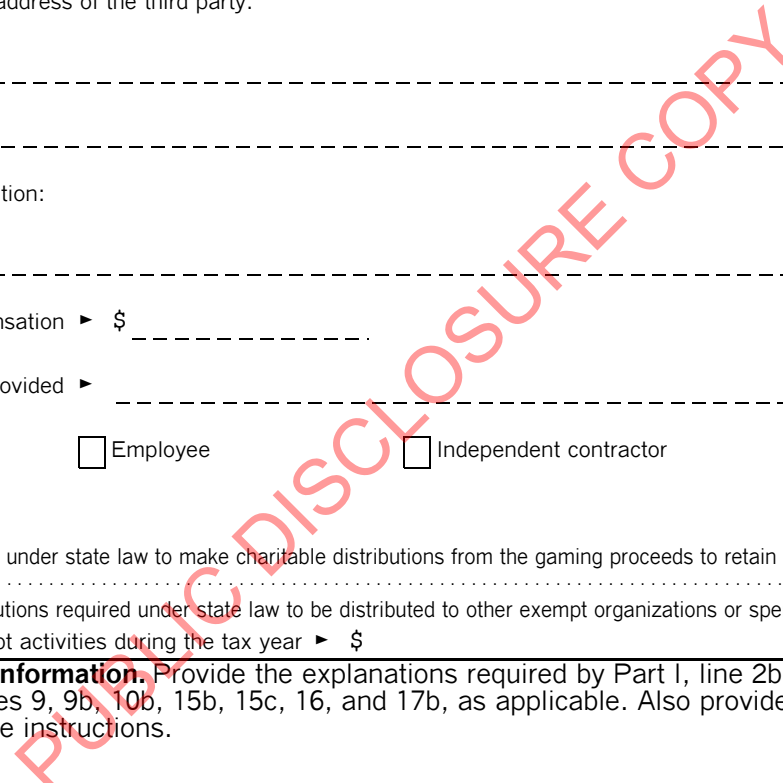 address of the third party:
tion:
nsation ► $
ovided ►
Employee Independent contractor
under state law to make charitable distributions from the gaming proceeds to retain
utions required under state law to be distributed to other exempt organizations or spe
pt activities during the tax year ► $
nformation. Provide the explanations required by Part I, line 2b
es 9, 9b, 10b, 15b, 15c, 16, and 17b, as applicable. Also provide
e instructions.
PUBLIC DISCLOSURE COPY